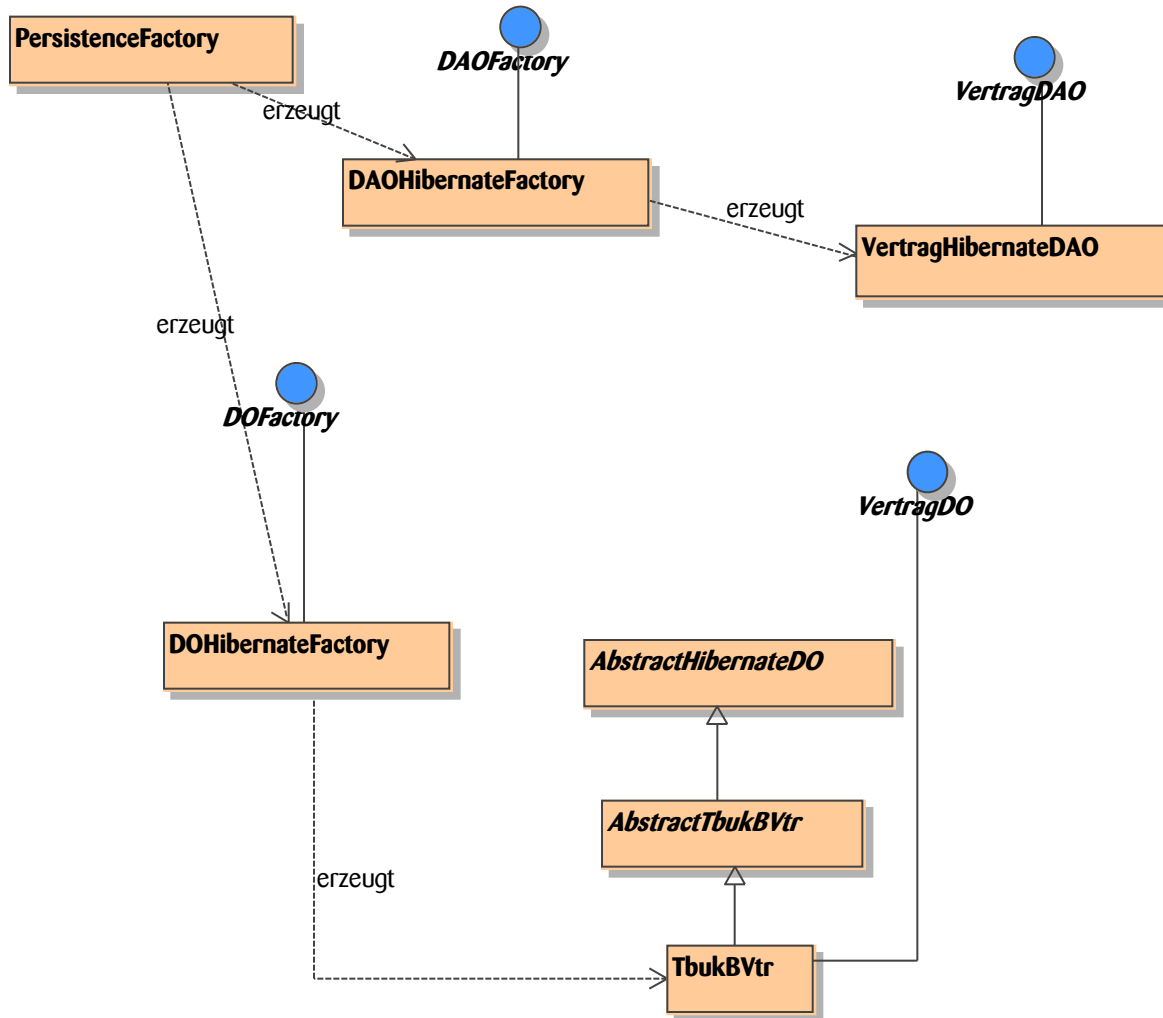 PersistenceFactory
DAOFactory
VertragDAO
erzeugt
DAOHibernateFactory
erzeugt
VertragHibernateDAO
erzeugt
DOFactory
VertragDO
DOHibernateFactory
AbstractHibernateDO
AbstractTbukBVtr
erzeugt
TbukBVtr